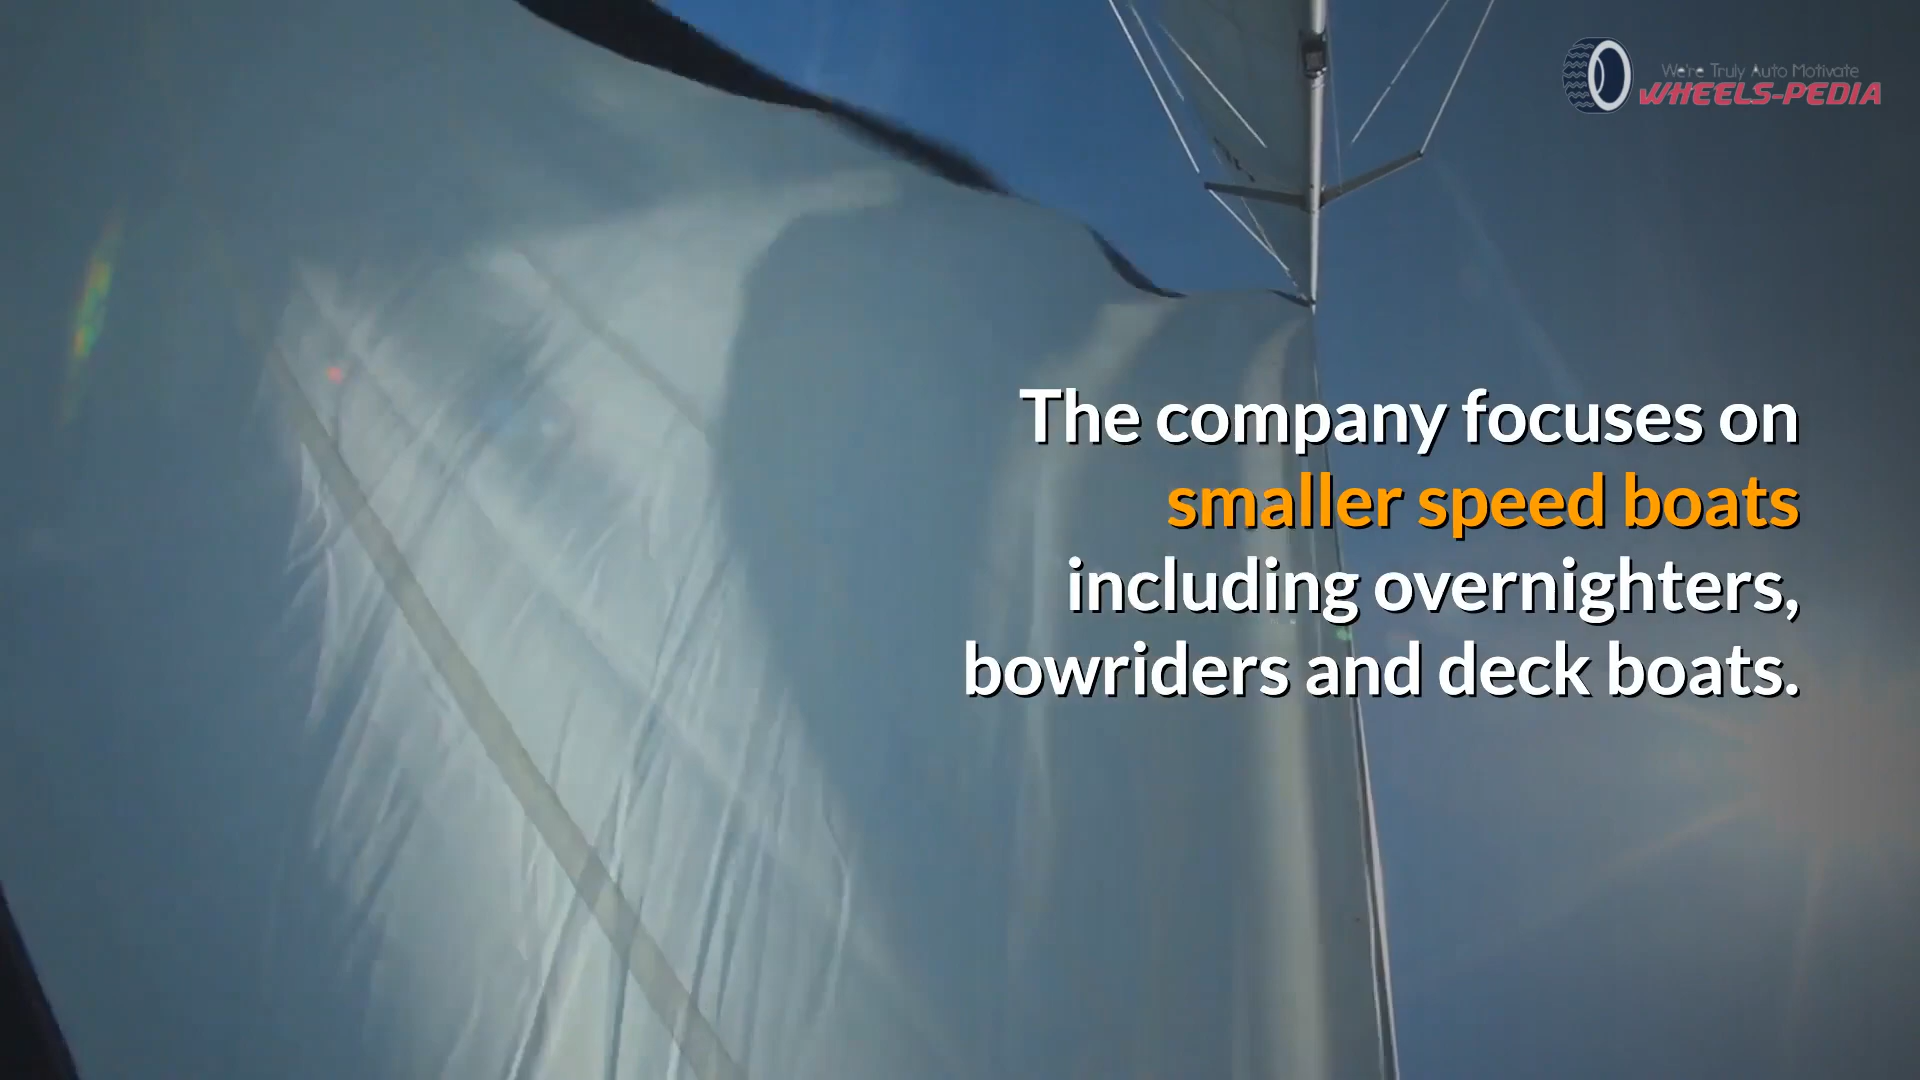 We're Truly Auto Motivate
WHEELS-PEDIA
The company focuses on
smaller speed boats
including overnighters,
bowriders and deck boats.